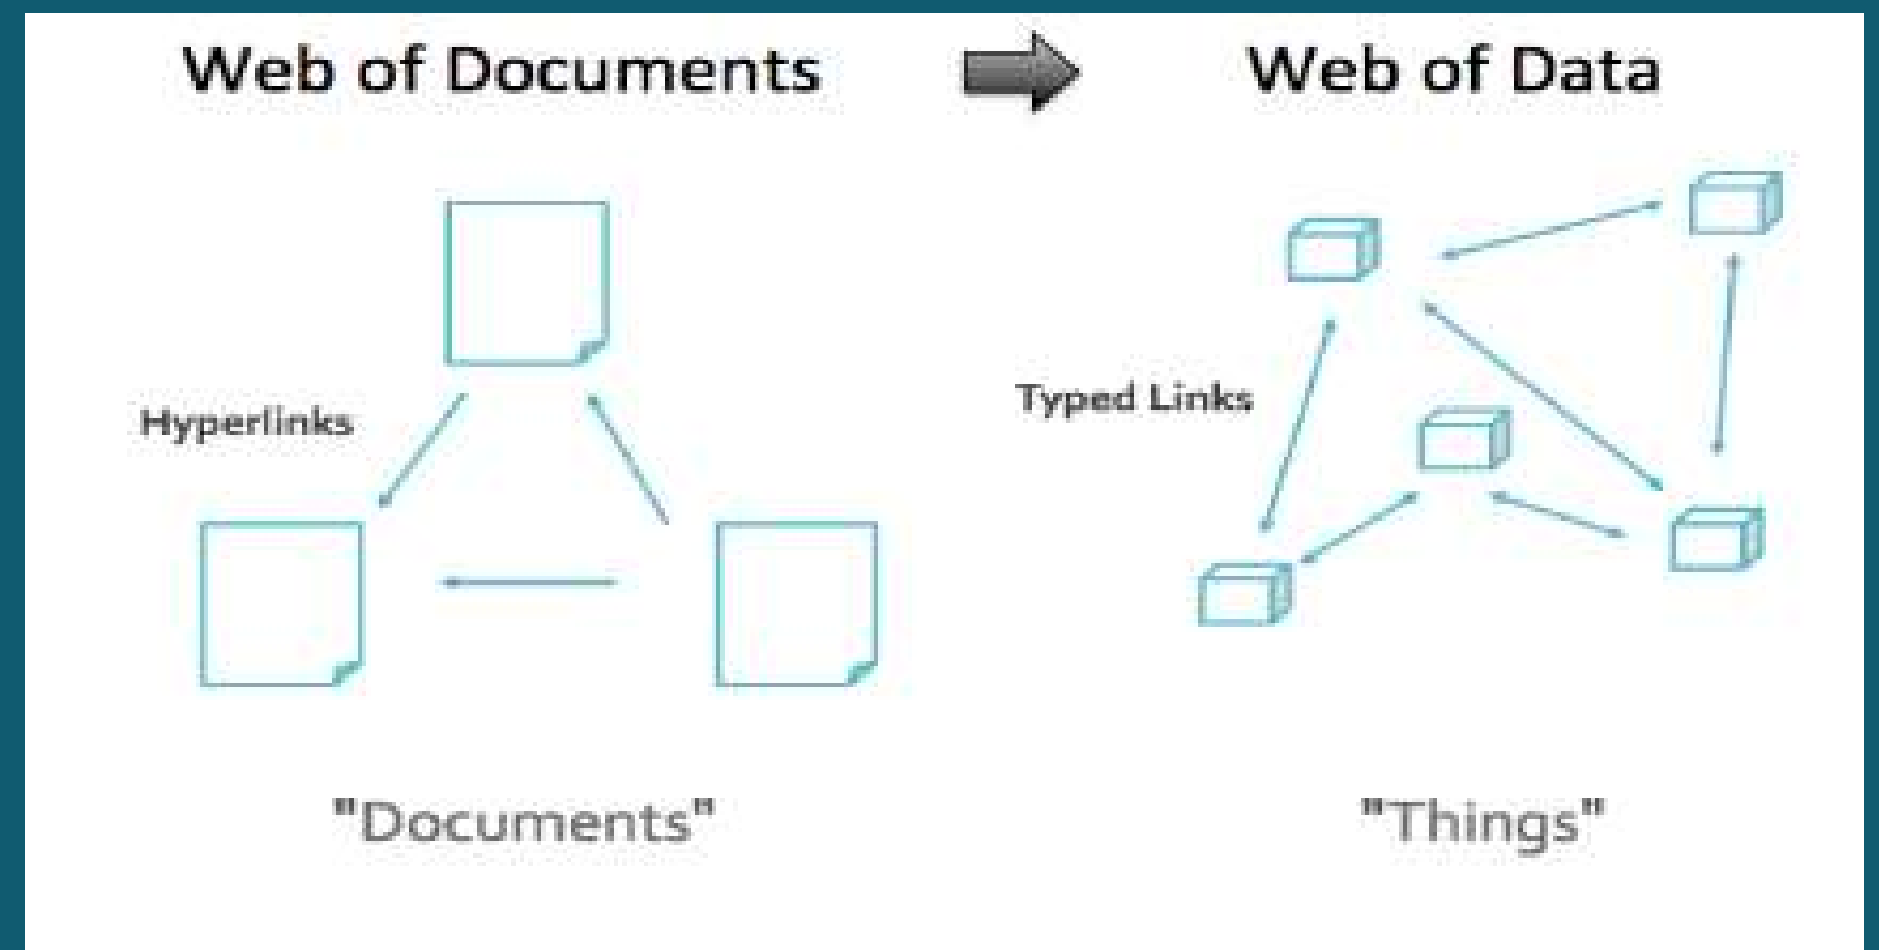 Web of Documents
Web of Data
Hyperlinks
Typed Links
"Documents"
"Things"